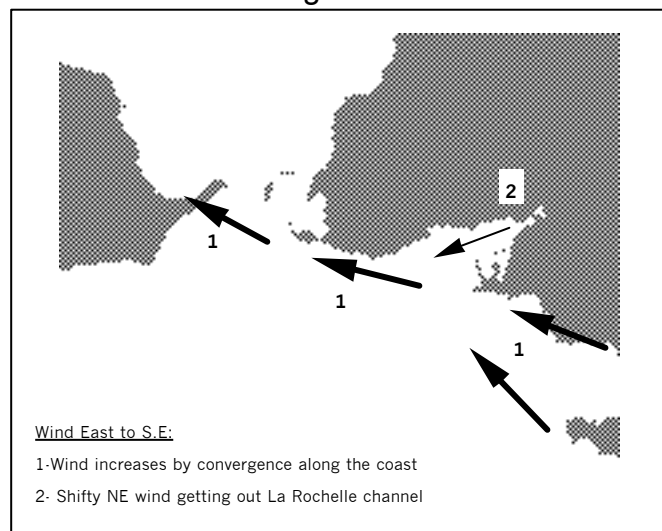 2
1
1
1
Wind East to S.E:
1-Wind increases by convergence along the coast
2- Shifty NE wind getting out La Rochelle channel